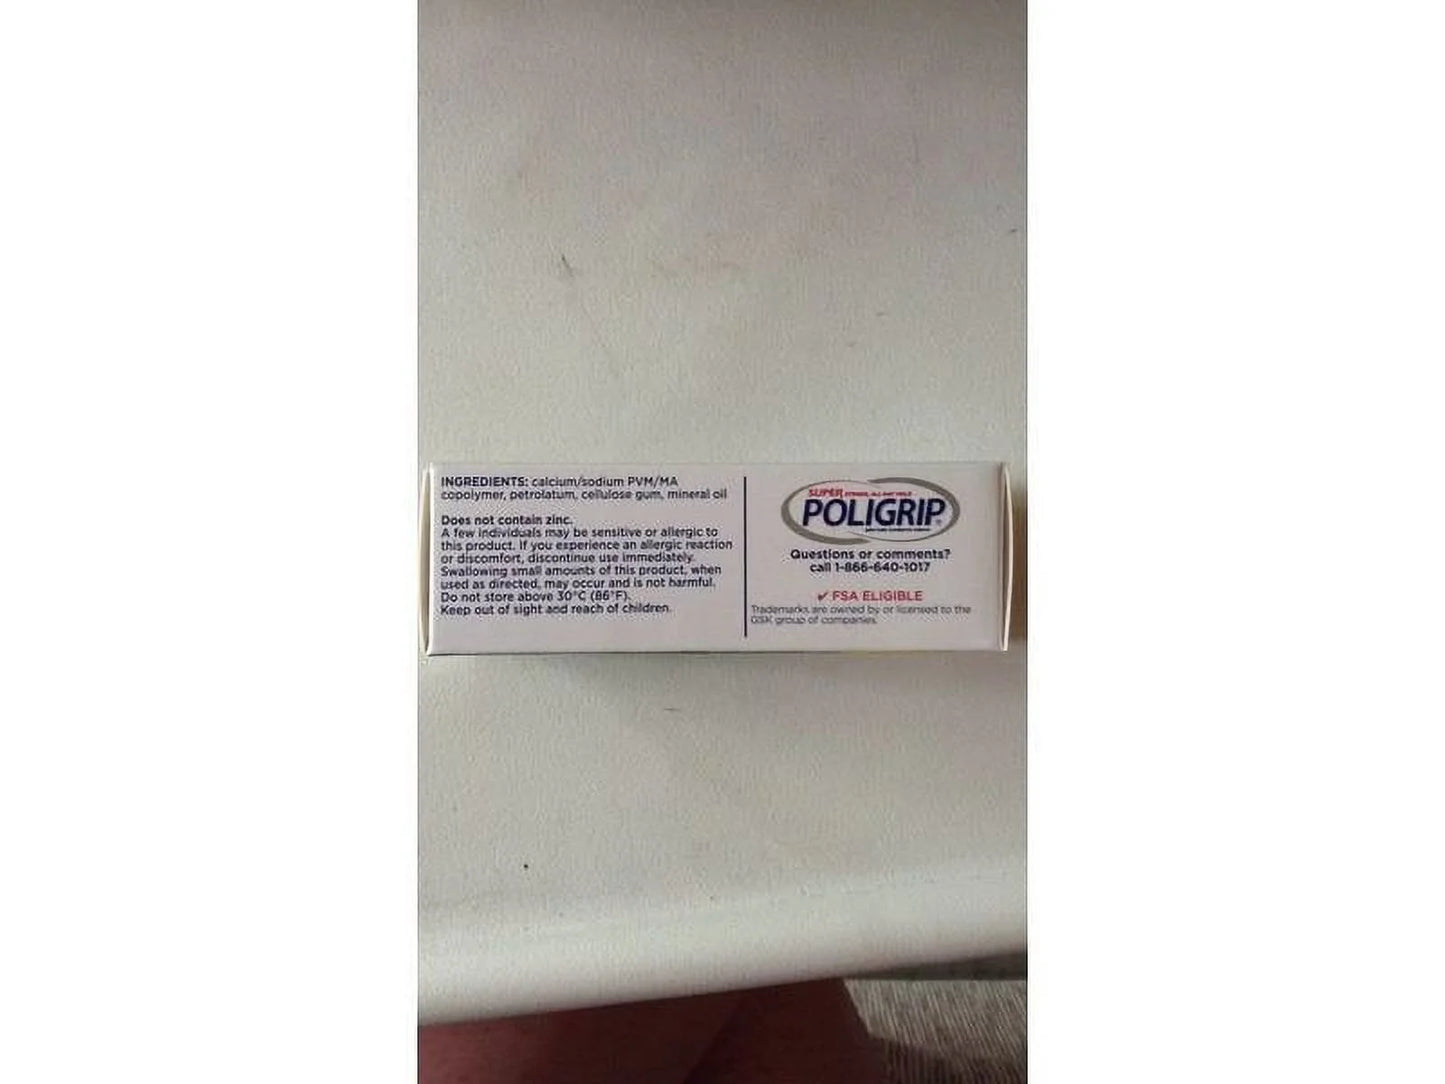 INGREDIENTS: calcium/sodium PVM/MA
copolymer, petrolatum, cellulose gum, mineral oil
Does not contain zinc.
A few individuals may be sensitive or allergic to
this product. If you experience an allergic reaction
or discomfort, discontinue use immediately.
Swallowing small amounts of this product, when
used as directed, may occur and is not harmful.
Do not store above 30°C (86°F).
Keep out of sight and reach of children.
SUPER STRONG, ALL DAY HOLD
POLIGRIP®
Questions or comments?
call 1-866-640-1017
✔ FSA ELIGIBLE
Trademarks are owned by or licensed to the
GSK group of companies.